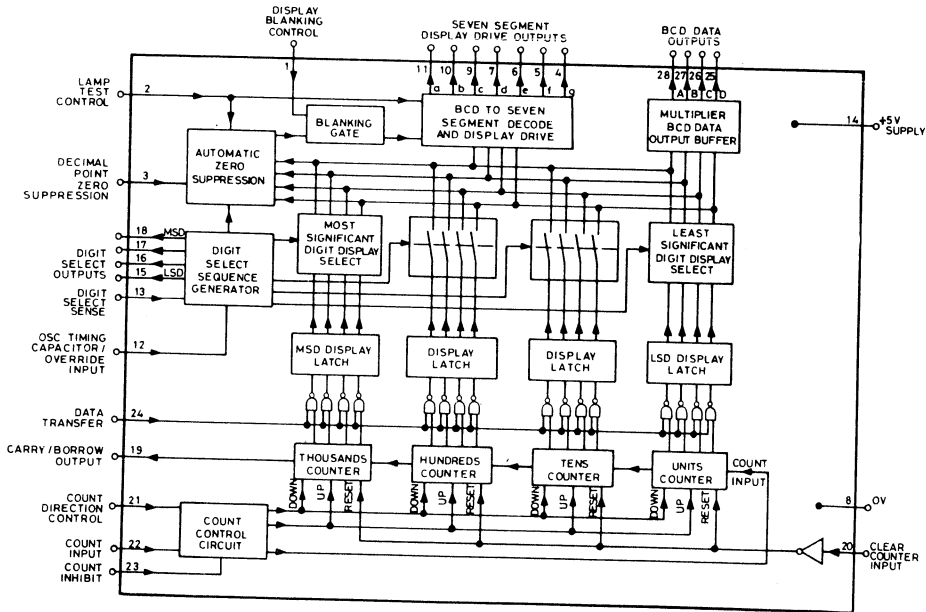 DISPLAY
BLANKING
CONTROL
SEVEN SEGMENT
DISPLAY DRIVE OUTPUTS
BCD DATA
OUTPUTS
1
11 10 9 7 6 5 4
a b c d e f g
28 27 26 25
A B C D
LAMP
TEST
CONTROL
2
BLANKING
GATE
BCD TO SEVEN
SEGMENT DECODE
AND DISPLAY DRIVE
MULTIPLIER
BCD DATA
OUTPUT BUFFER
14
+5V
SUPPLY
AUTOMATIC
ZERO
SUPPRESSION
DECIMAL
POINT
ZERO
SUPPRESSION
3
MOST
SIGNIFICANT
DIGIT DISPLAY
SELECT
LEAST
SIGNIFICANT
DIGIT DISPLAY
SELECT
18 MSD
17
16
15 LSD
DIGIT
SELECT
OUTPUTS
DIGIT
SELECT
SEQUENCE
GENERATOR
DIGIT
SELECT
SENSE
13
OSC TIMING
CAPACITOR/
OVERRIDE
INPUT
12
MSD DISPLAY
LATCH
DISPLAY
LATCH
DISPLAY
LATCH
LSD DISPLAY
LATCH
DATA
TRANSFER
24
CARRY/BORROW
OUTPUT
19
THOUSANDS
COUNTER
HUNDREDS
COUNTER
TENS
COUNTER
UNITS
COUNTER
COUNT
INPUT
DOWN UP RESET
DOWN UP RESET
DOWN UP RESET
DOWN UP RESET
COUNT
DIRECTION
CONTROL
21
COUNT
CONTROL
CIRCUIT
8
OV
COUNT
INPUT
22
COUNT
INHIBIT
23
20
CLEAR
COUNTER
INPUT